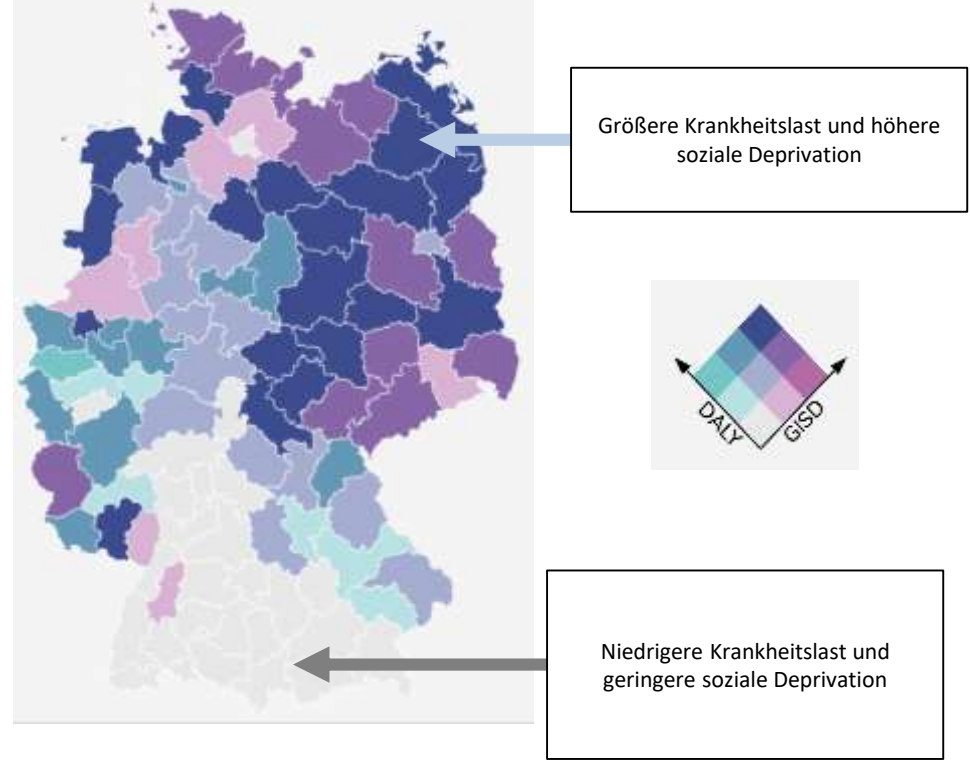 Größere Krankheitslast und höhere
soziale Deprivation
DALY
GISD
Niedrigere Krankheitslast und
geringere soziale Deprivation